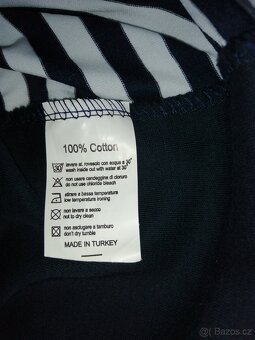 100% Cotton
lavare al. rovesolo con acqua a 30°
wash inside out with water at 30°
non usare candeggina di cloruro
do not use chloride bleach
stirare a bassa temperatura
low temperature ironing
non lavare a secco
not to dry clean
non asciugare a tamburo
don't dry tumble
MADE IN TURKEY
Bazos.cz